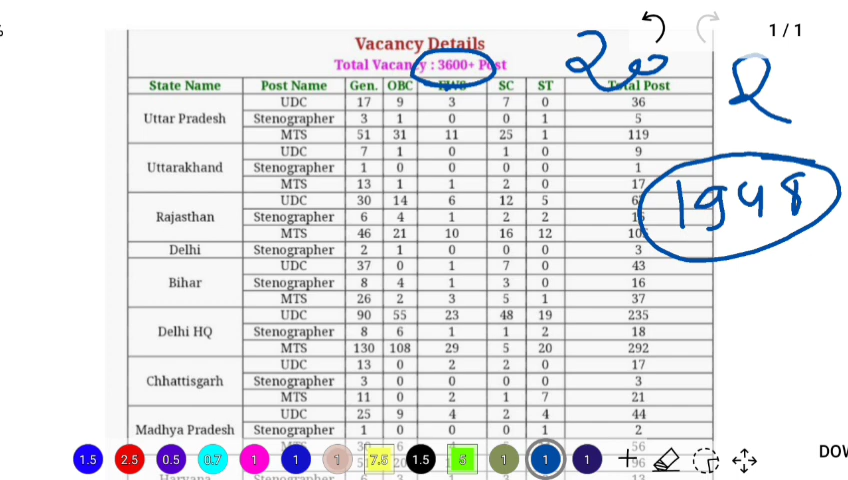 1 / 1
Vacancy Details
Total Vacancy : 3600+ Post
20
2
1948
State Name Post Name Gen. OBC EWS SC ST Total Post
Uttar Pradesh UDC 17 9 3 7 0 36
Stenographer 3 1 0 0 1 5
MTS 51 31 11 25 1 119
Uttarakhand UDC 7 1 0 1 0 9
Stenographer 1 0 0 0 0 1
MTS 13 1 1 2 0 17
Rajasthan UDC 30 14 6 12 5
Stenographer 6 4 1 2 2
MTS 46 21 10 16 12
Delhi Stenographer 2 1 0 0 0 3
Bihar UDC 37 0 1 7 0 43
Stenographer 8 4 1 3 0 16
MTS 26 2 3 5 1 37
Delhi HQ UDC 90 55 23 48 19 235
Stenographer 8 6 1 1 2 18
MTS 130 108 29 5 20 292
Chhattisgarh UDC 13 0 2 2 0 17
Stenographer 3 0 0 0 0 3
MTS 11 0 2 1 7 21
Madhya Pradesh UDC 25 9 4 2 4 44
Stenographer 1 0 0 0 1 2
56
1.5 2.5 0.5 0.7 1 1 1 7.5 1.5 5 1 1 1
DOW